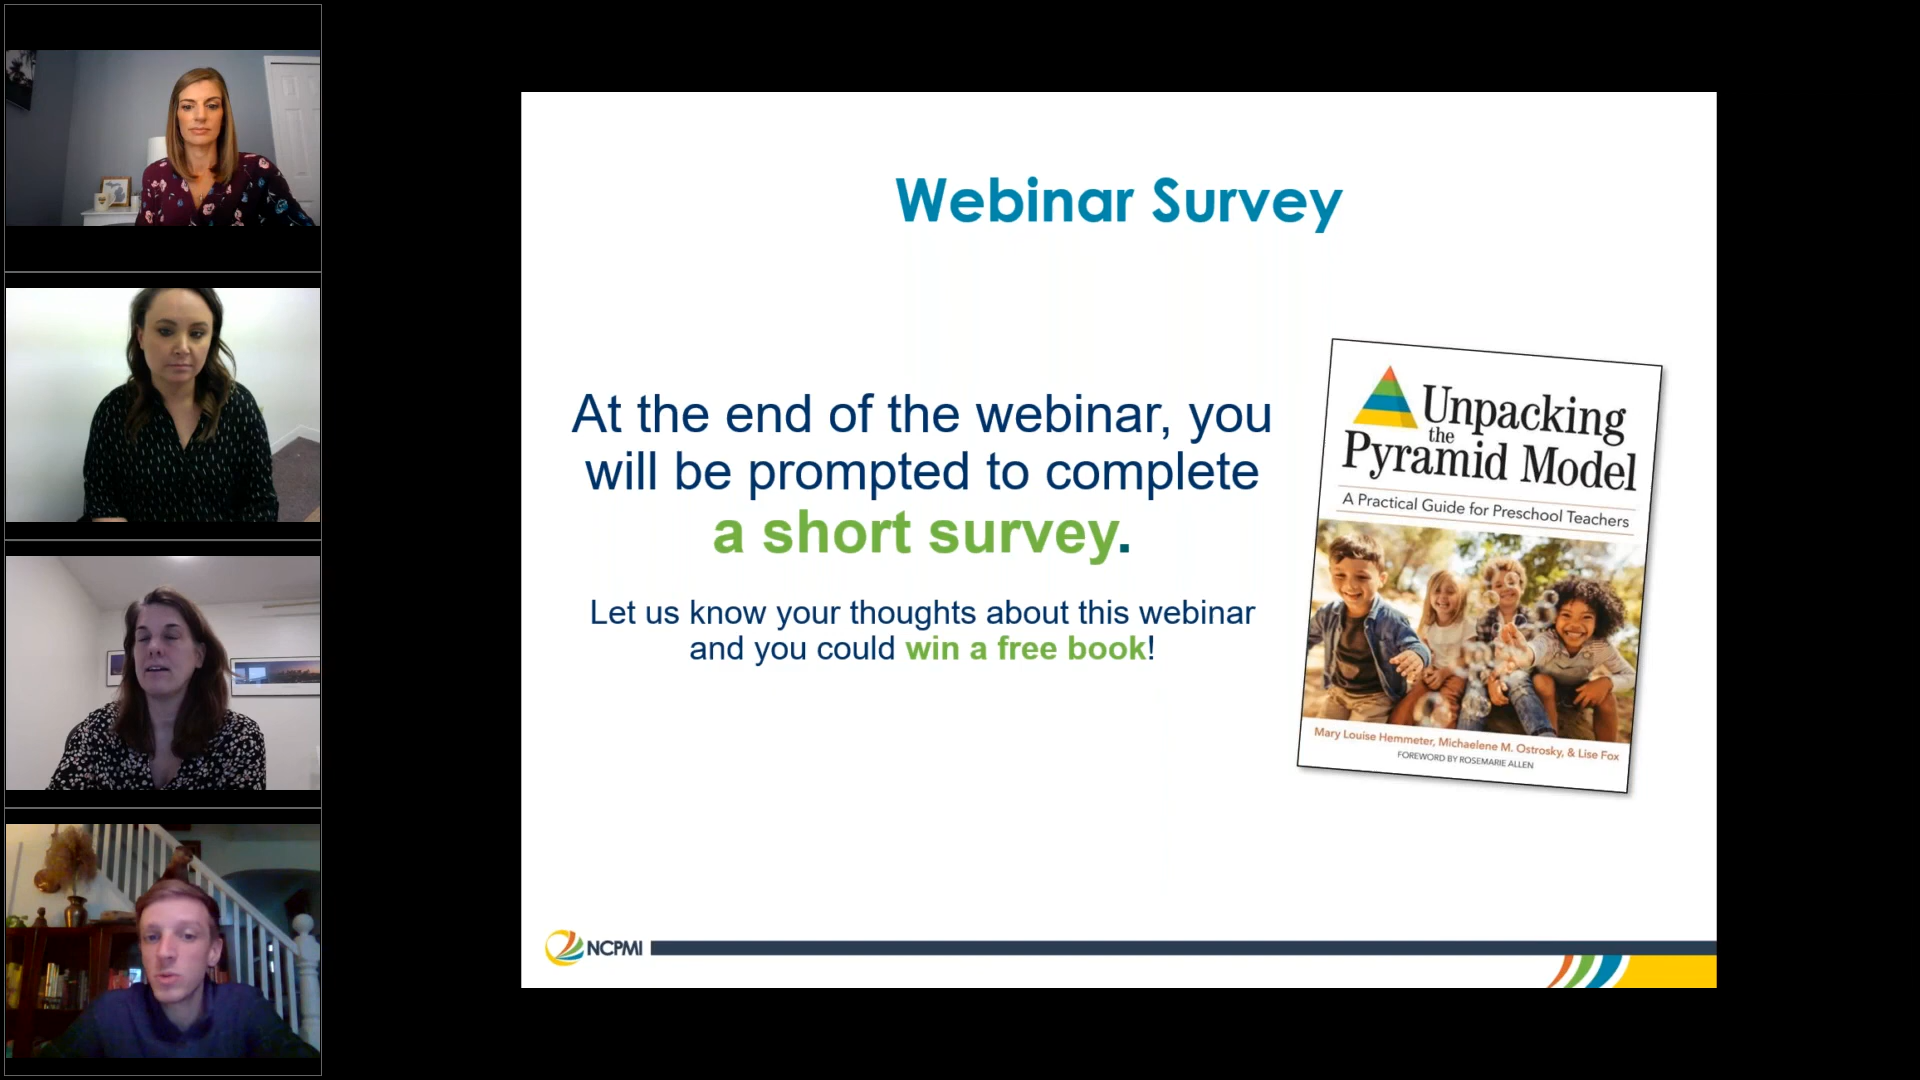 Webinar Survey
At the end of the webinar, you
will be prompted to complete
a short survey.
Let us know your thoughts about this webinar
and you could win a free book!
Unpacking
the
Pyramid Model
A Practical Guide for Preschool Teachers
Mary Louise Hemmeter, Michaelene M. Ostrosky, & Lise Fox
FOREWORD BY ROSEMARIE ALLEN
NCPMI